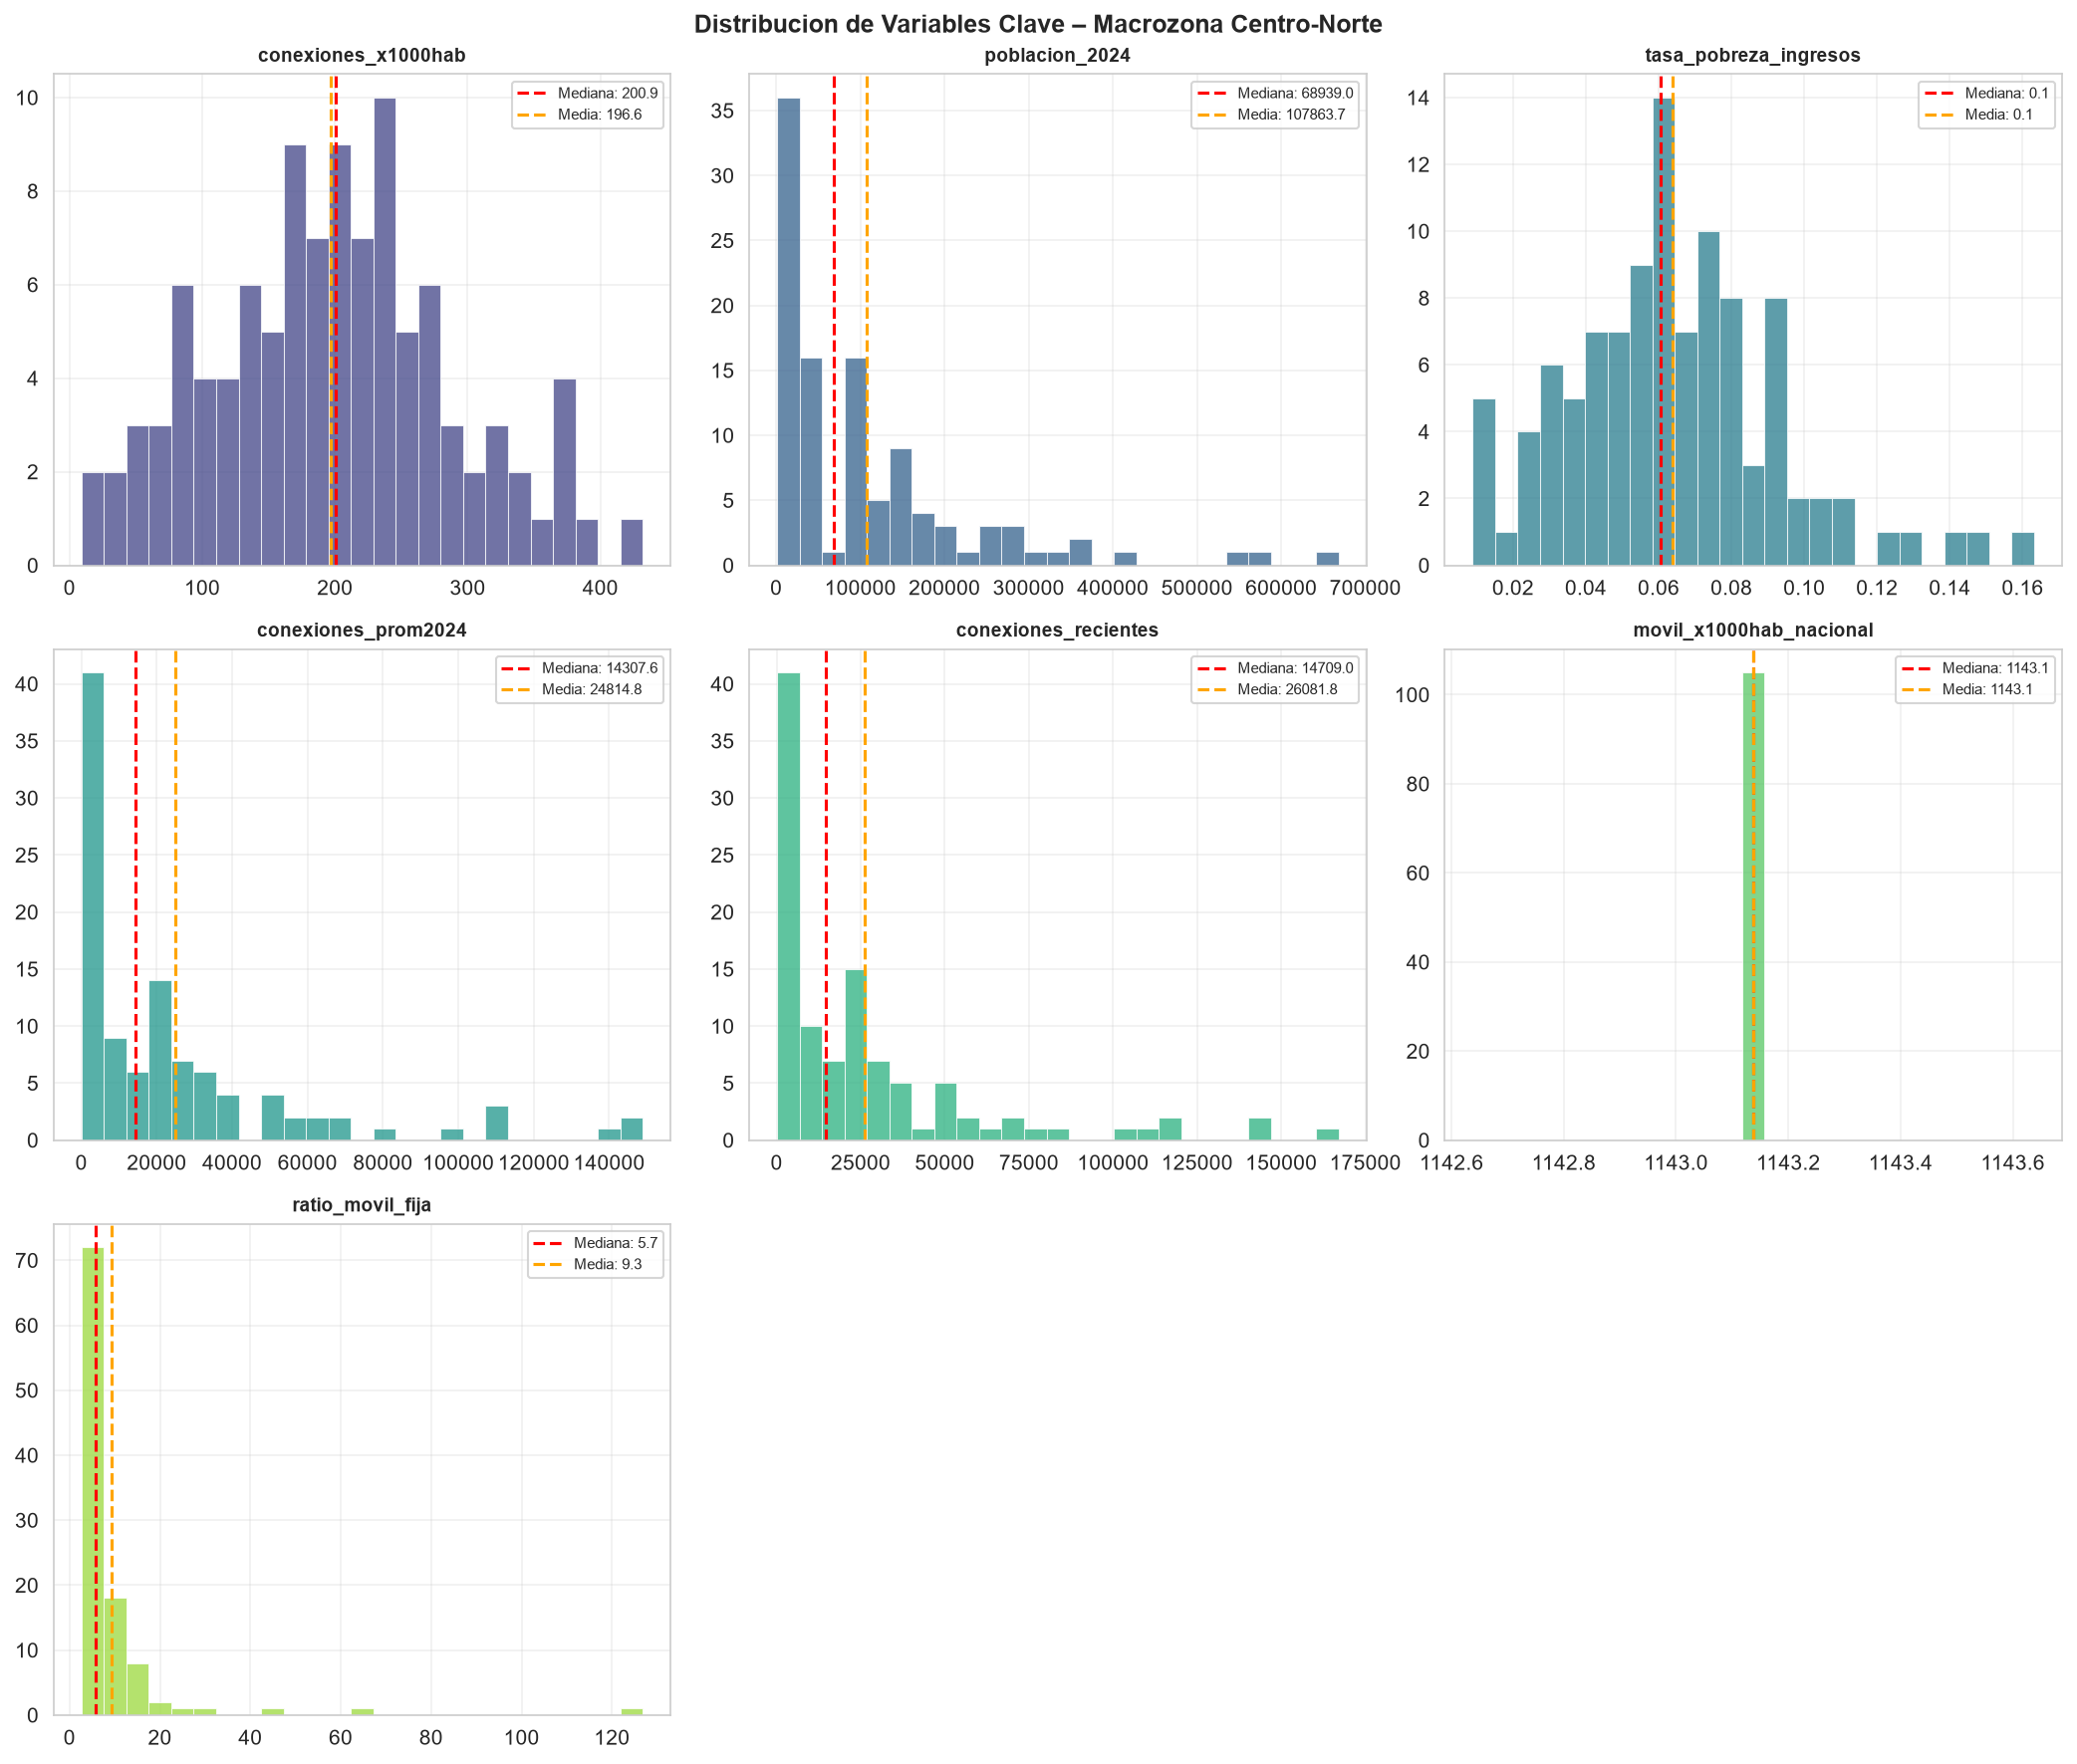 Distribucion de Variables Clave – Macrozona Centro-Norte
conexiones_x1000hab
Mediana: 200.9
Media: 196.6
10
8
6
4
2
0
0 100 200 300 400
poblacion_2024
Mediana: 68939.0
Media: 107863.7
35
30
25
20
15
10
5
0
0 100000 200000 300000 400000 500000 600000 700000
tasa_pobreza_ingresos
Mediana: 0.1
Media: 0.1
14
12
10
8
6
4
2
0
0.02 0.04 0.06 0.08 0.10 0.12 0.14 0.16
conexiones_prom2024
Mediana: 14307.6
Media: 24814.8
40
35
30
25
20
15
10
5
0
0 20000 40000 60000 80000 100000 120000 140000
conexiones_recientes
Mediana: 14709.0
Media: 26081.8
40
35
30
25
20
15
10
5
0
0 25000 50000 75000 100000 125000 150000 175000
movil_x1000hab_nacional
Mediana: 1143.1
Media: 1143.1
100
80
60
40
20
0
1142.6 1142.8 1143.0 1143.2 1143.4 1143.6
ratio_movil_fija
Mediana: 5.7
Media: 9.3
70
60
50
40
30
20
10
0
0 20 40 60 80 100 120